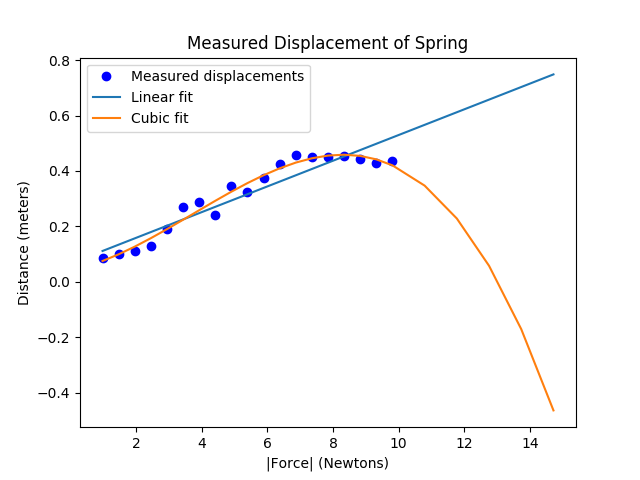 Measured Displacement of Spring
Measured displacements
Linear fit
Cubic fit
0.8
0.6
0.4
0.2
0.0
−0.2
−0.4
Distance (meters)
2 4 6 8 10 12 14
|Force| (Newtons)